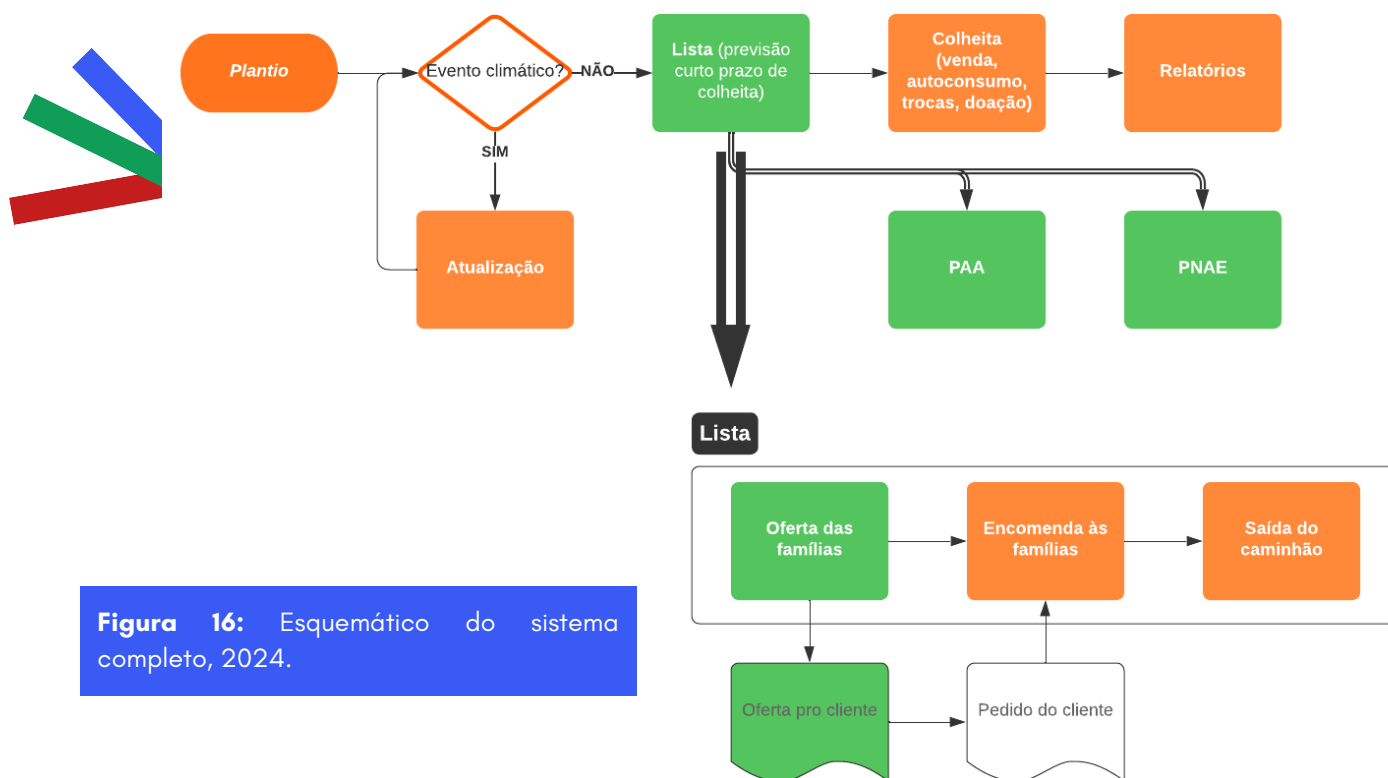 Plantio
Evento climático?
NÃO
SIM
Atualização
Lista (previsão
curto prazo de
colheita)
Colheita
(venda,
autoconsumo,
trocas, doação)
Relatórios
PAA
PNAE
Lista
Oferta das
famílias
Encomenda às
famílias
Saída do
caminhão
Oferta pro cliente
Pedido do cliente
Figura 16: Esquemático do sistema
completo, 2024.